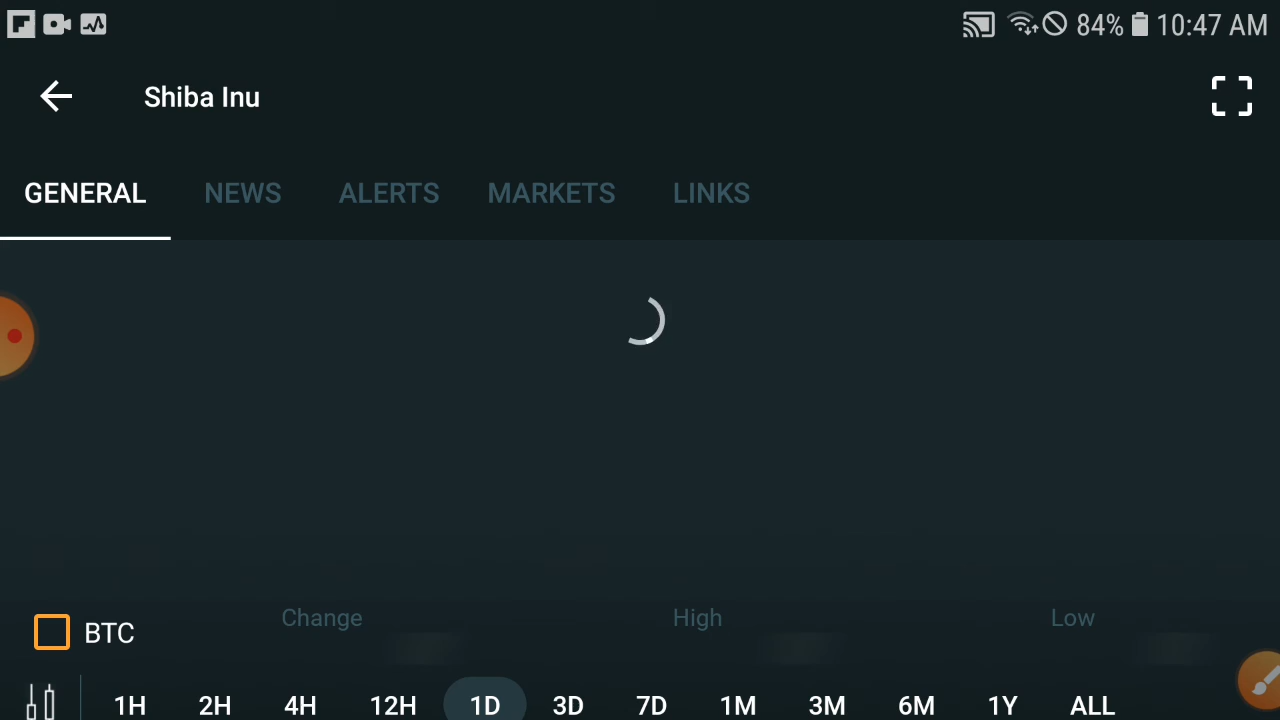 84% 10:47 AM
Shiba Inu
GENERAL NEWS ALERTS MARKETS LINKS
Change High Low
BTC
1H 2H 4H 12H 1D 3D 7D 1M 3M 6M 1Y ALL